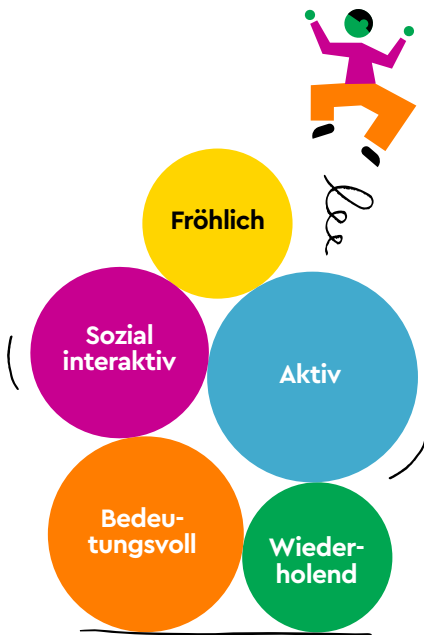 Fröhlich
Sozial
interaktiv
Aktiv
Bedeu-
tungsvoll
Wieder-
holend